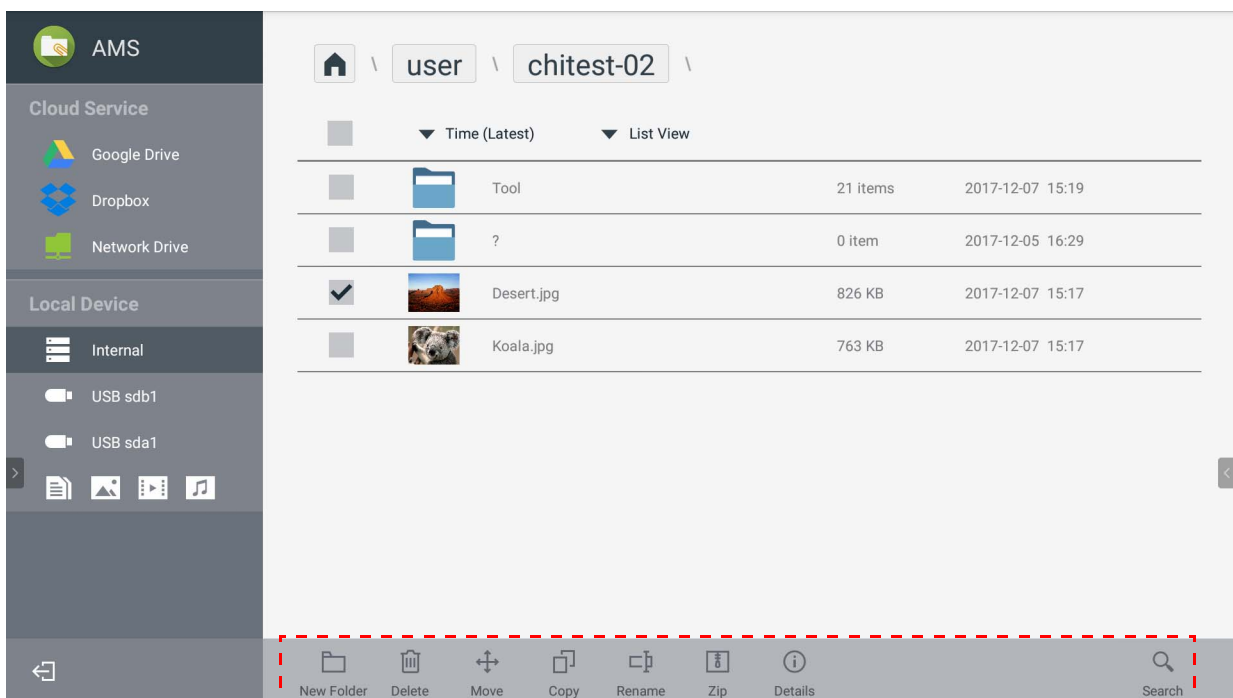 AMS
Cloud Service
Google Drive
Dropbox
Network Drive
Local Device
Internal
USB sdb1
USB sda1
\ user \ chitest-02 \
Time (Latest) List View
Tool 21 items 2017-12-07 15:19
? 0 item 2017-12-05 16:29
Desert.jpg 826 KB 2017-12-07 15:17
Koala.jpg 763 KB 2017-12-07 15:17
New Folder Delete Move Copy Rename Zip Details Search